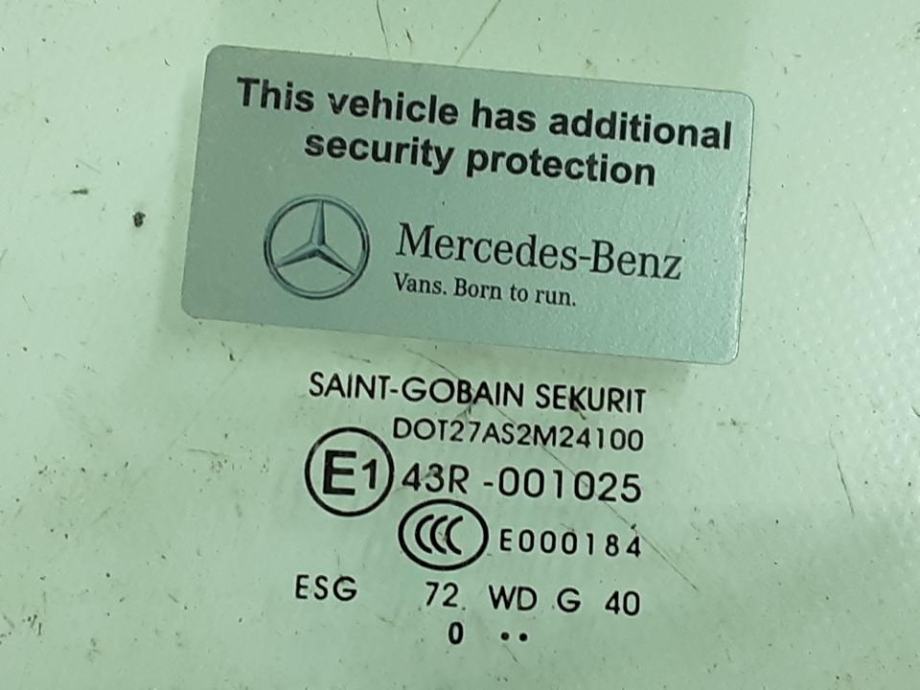 This vehicle has additional
security protection
Mercedes-Benz
Vans. Born to run.
SAINT-GOBAIN SEKURIT
DOT27AS2M24100
E1 43R -001025
CCC E000184
ESG 72. WD G 40
0 ..